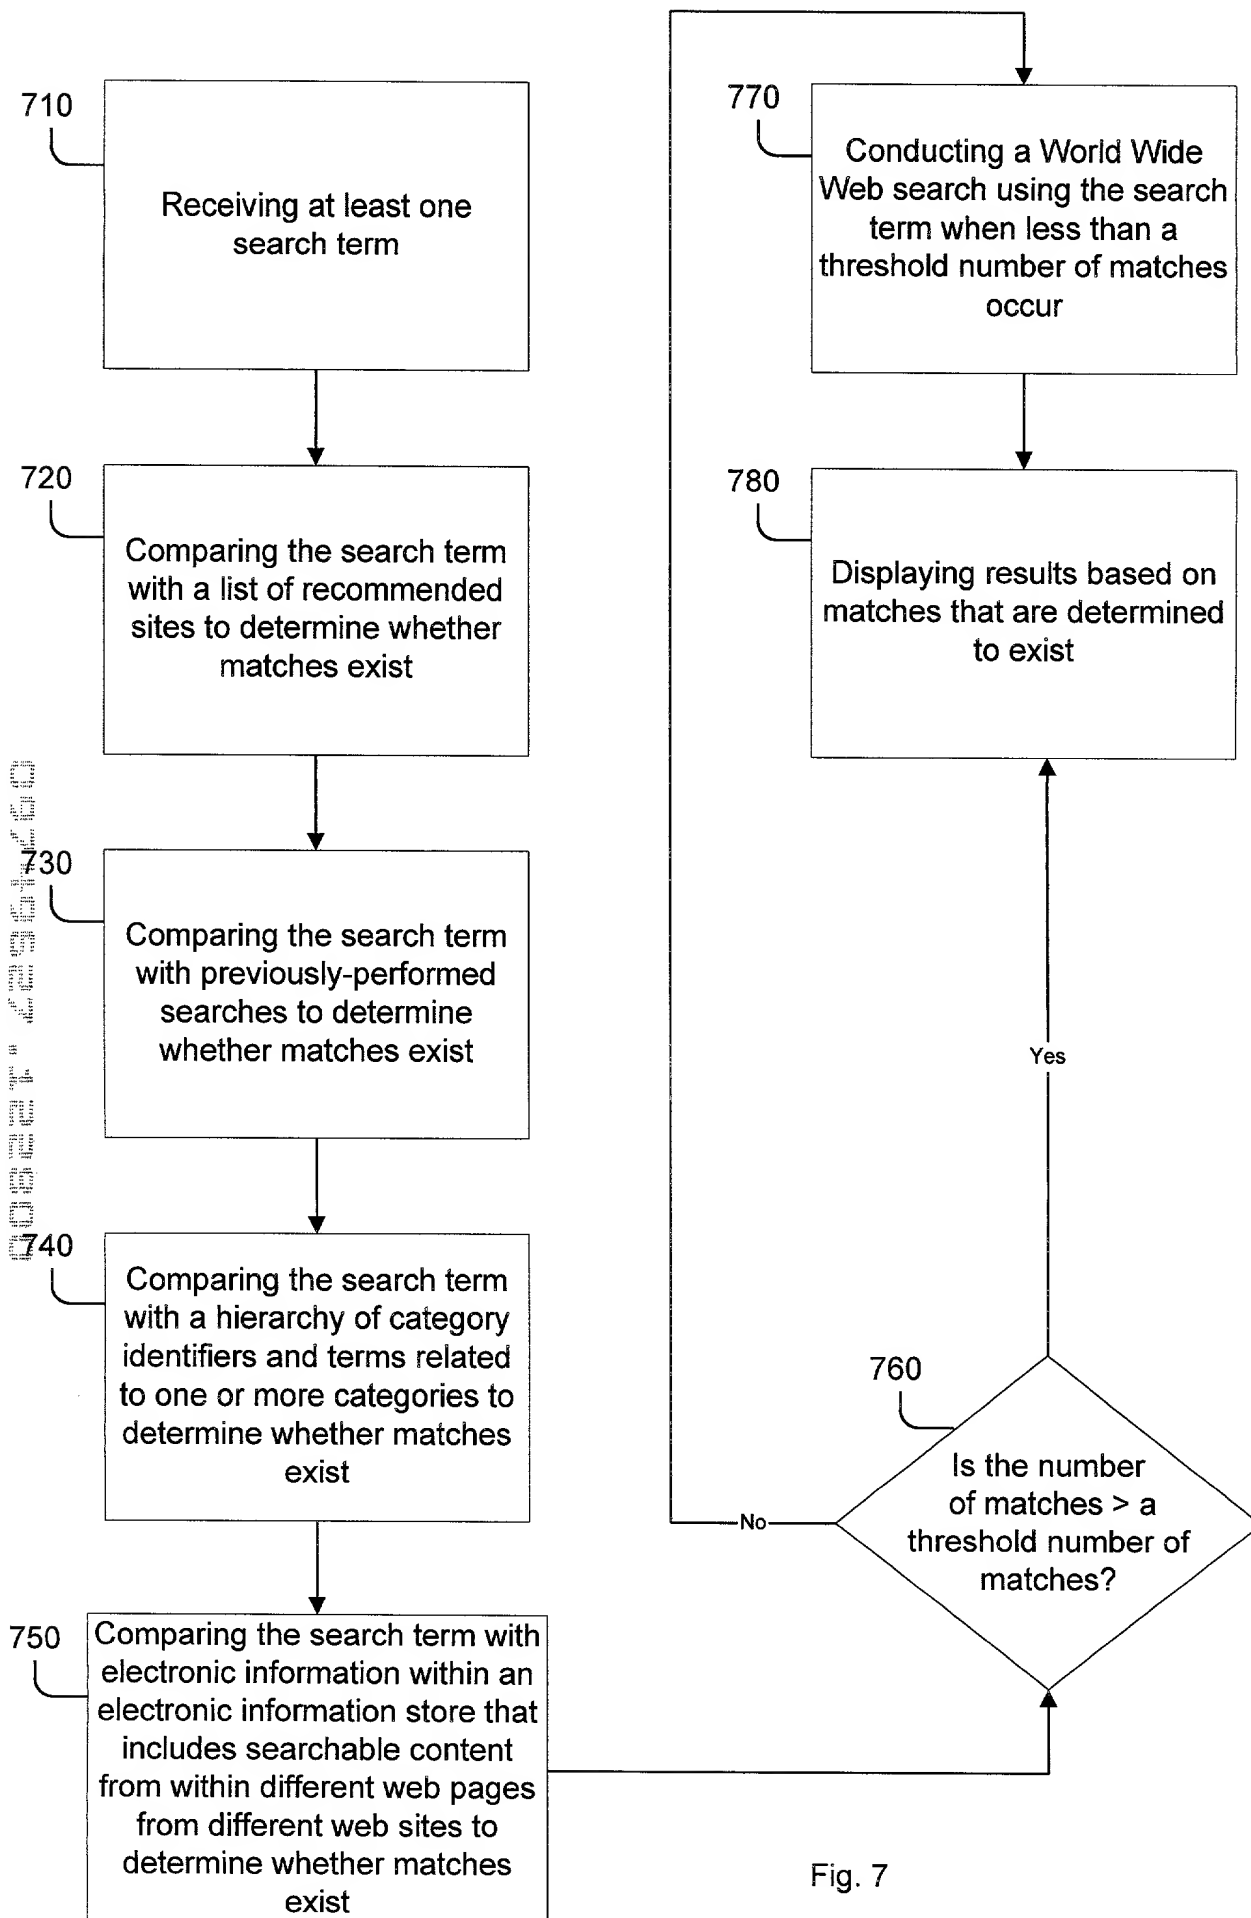 710
Receiving at least one
search term
720
Comparing the search term
with a list of recommended
sites to determine whether
matches exist
730
Comparing the search term
with previously-performed
searches to determine
whether matches exist
740
Comparing the search term
with a hierarchy of category
identifiers and terms related
to one or more categories to
determine whether matches
exist
750
Comparing the search term with
electronic information within an
electronic information store that
includes searchable content
from within different web pages
from different web sites to
determine whether matches
exist
760
Is the number
of matches > a
threshold number of
matches?
No
Yes
770
Conducting a World Wide
Web search using the search
term when less than a
threshold number of matches
occur
780
Displaying results based on
matches that are determined
to exist
Fig. 7